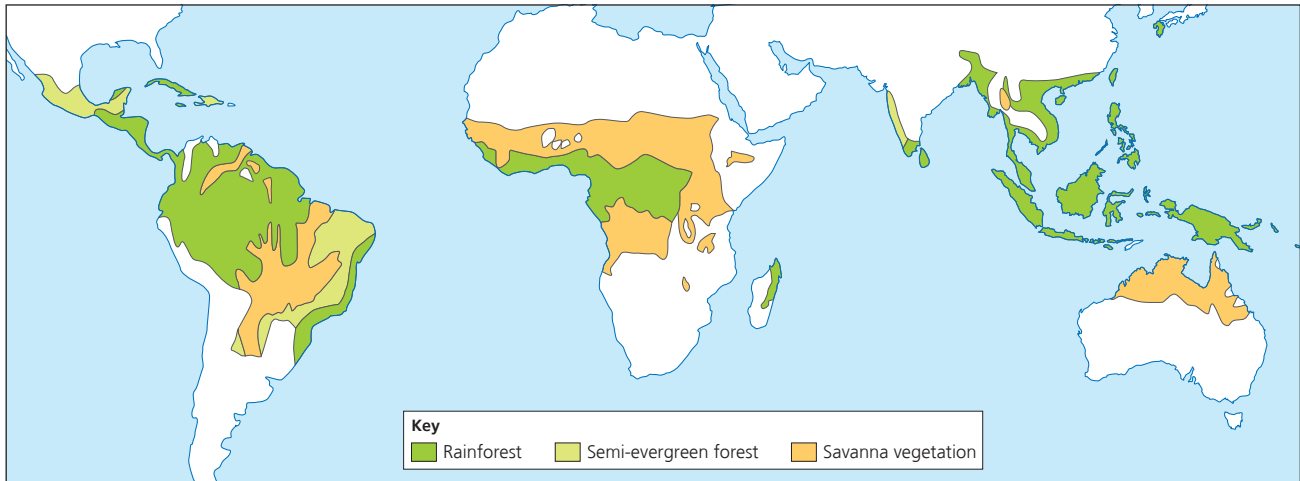 Key
Rainforest
Semi-evergreen forest
Savanna vegetation